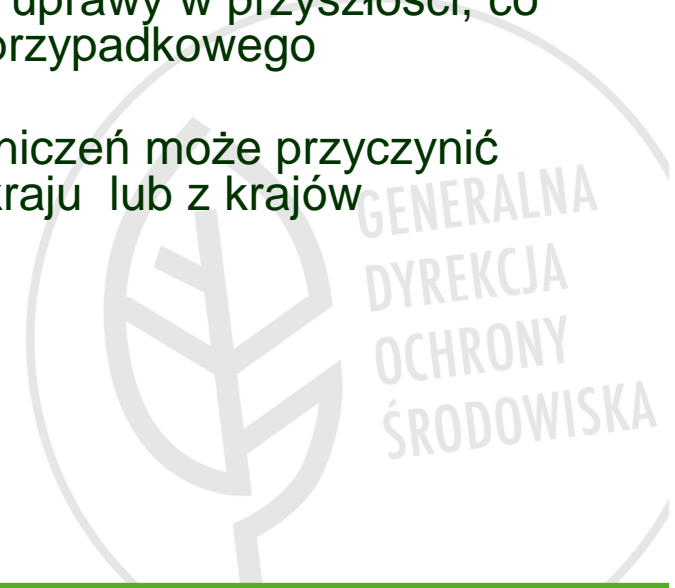 uprawy w przyszłości, co
przypadkowego
niczeń może przyczynić
kraju lub z krajów
GENERALNA
DYREKCJA
OCHRONY
ŚRODOWISKA